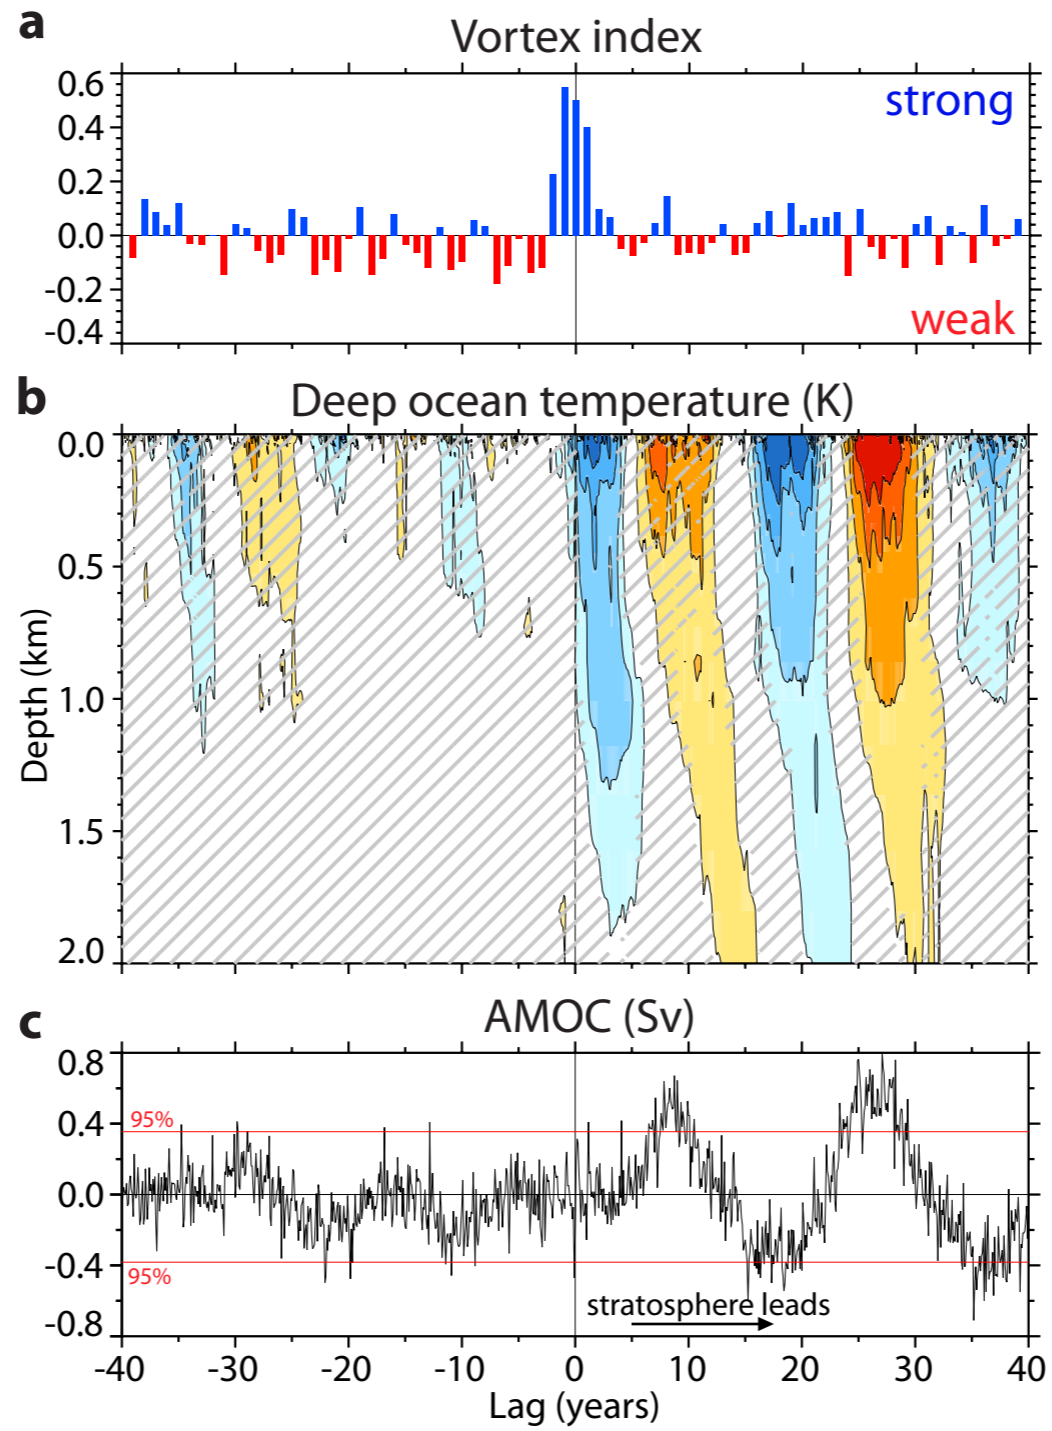 a
Vortex index
0.6
0.4
0.2
0.0
-0.2
-0.4
strong
weak
b
Deep ocean temperature (K)
0.0
0.5
1.0
1.5
2.0
Depth (km)
c
AMOC (Sv)
0.8
0.4
0.0
-0.4
-0.8
95%
95%
stratosphere leads
-40 -30 -20 -10 0 10 20 30 40
Lag (years)